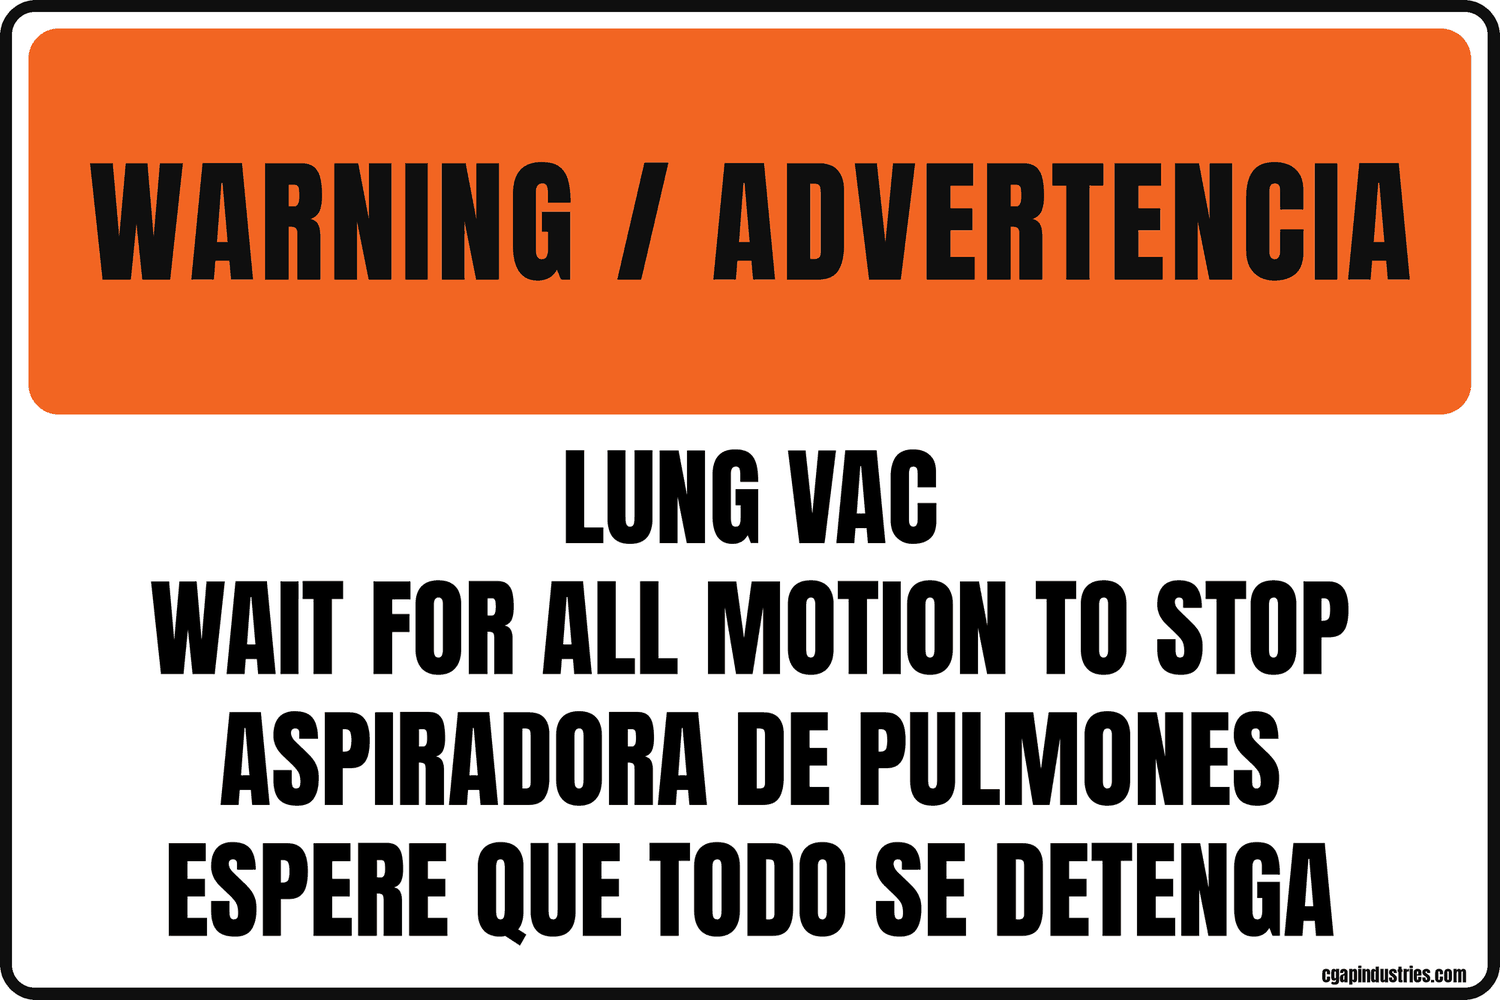 WARNING / ADVERTENCIA
LUNG VAC
WAIT FOR ALL MOTION TO STOP
ASPIRADORA DE PULMONES
ESPERE QUE TODO SE DETENGA
cgapindustries.com